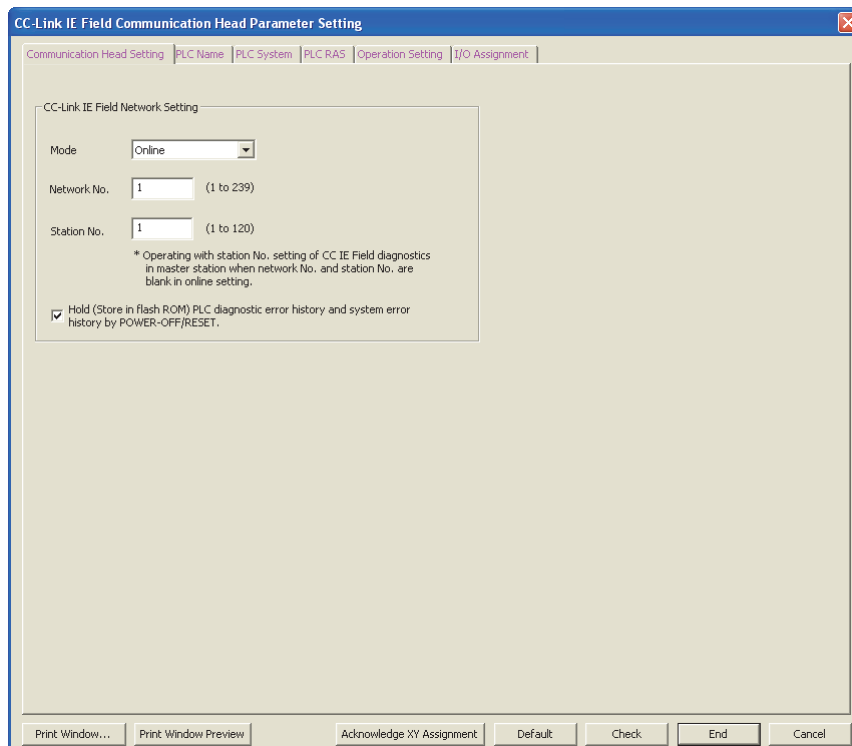 CC-Link IE Field Communication Head Parameter Setting
Communication Head Setting PLC Name PLC System PLC RAS Operation Setting I/O Assignment
CC-Link IE Field Network Setting
Mode Online
Network No. 1 (1 to 239)
Station No. 1 (1 to 120)
* Operating with station No. setting of CC IE Field diagnostics
in master station when network No. and station No. are
blank in online setting.
Hold (Store in flash ROM) PLC diagnostic error history and system error
history by POWER-OFF/RESET.
Print Window... Print Window Preview Acknowledge XY Assignment Default Check End Cancel